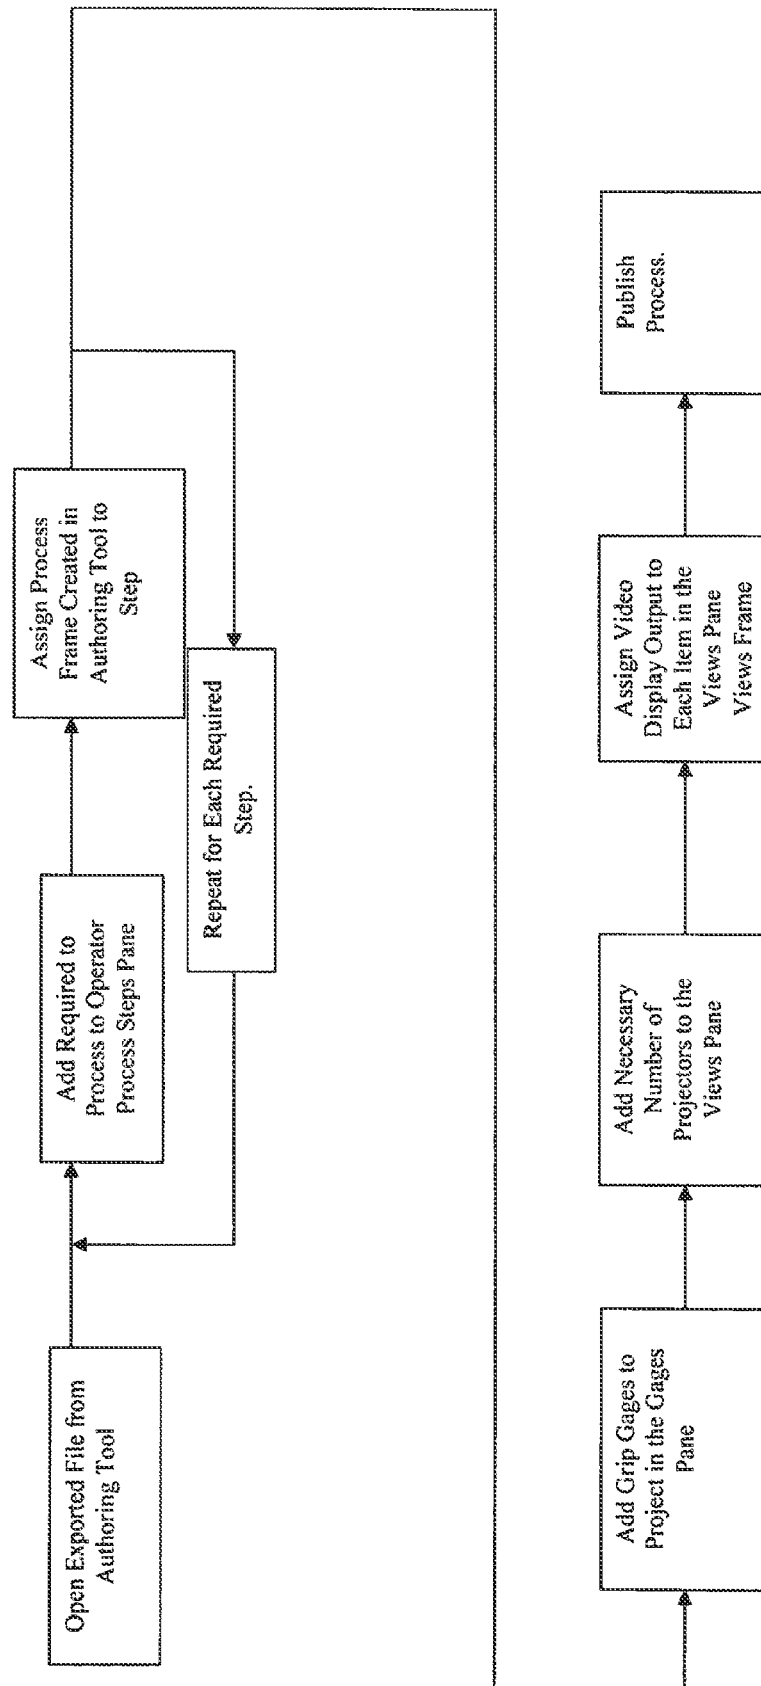 Open Exported File from
Authoring Tool
Add Required to
Process to Operator
Process Steps Pane
Assign Process
Frame Created in
Authoring Tool to
Step
Repeat for Each Required
Step.
Add Grip Gages to
Project in the Gages
Pane
Add Necessary
Number of
Projectors to the
Views Pane
Assign Video
Display Output to
Each Item in the
Views Pane
Views Frame
Publish
Process.